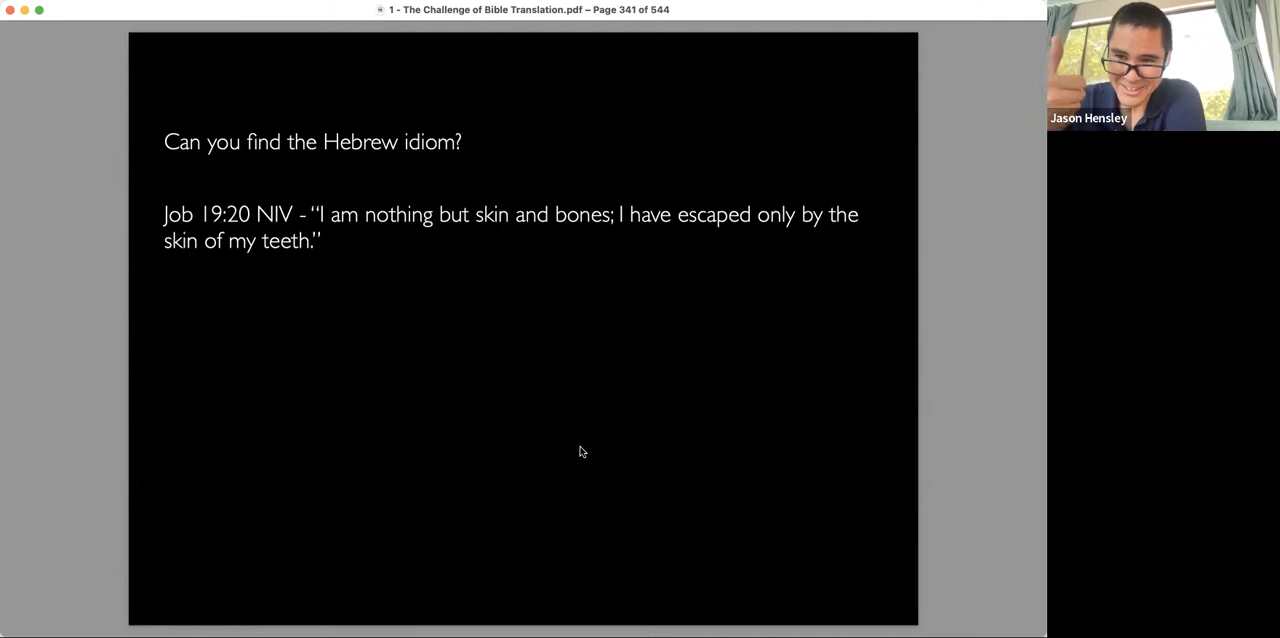 1 - The Challenge of Bible Translation.pdf – Page 341 of 544
Can you find the Hebrew idiom?
Job 19:20 NIV - “I am nothing but skin and bones; I have escaped only by the
skin of my teeth.”
Jason Hensley